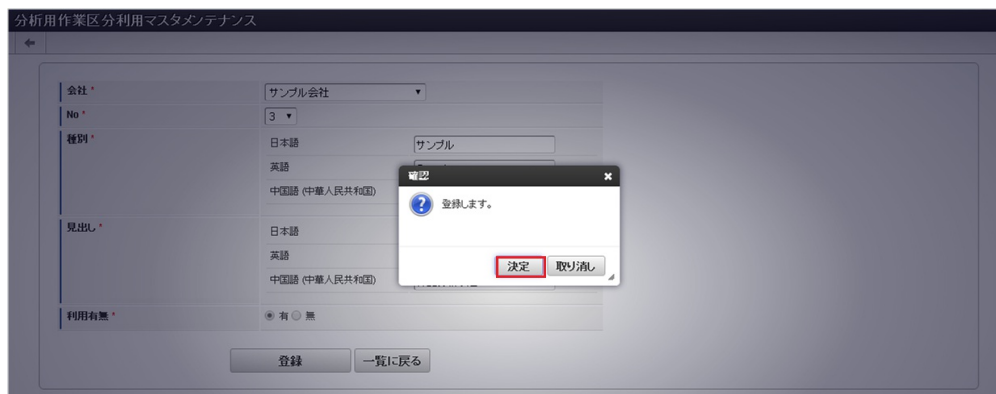 分析用作業区分利用マスタメンテナンス
会社 * サンプル会社
No * 3
種別 * 日本語 サンプル
英語
中国語 (中華人民共和国)
確認
登録します。
決定 取り消し
見出し * 日本語
英語
中国語 (中華人民共和国)
利用有無 * 有 無
登録 一覧に戻る